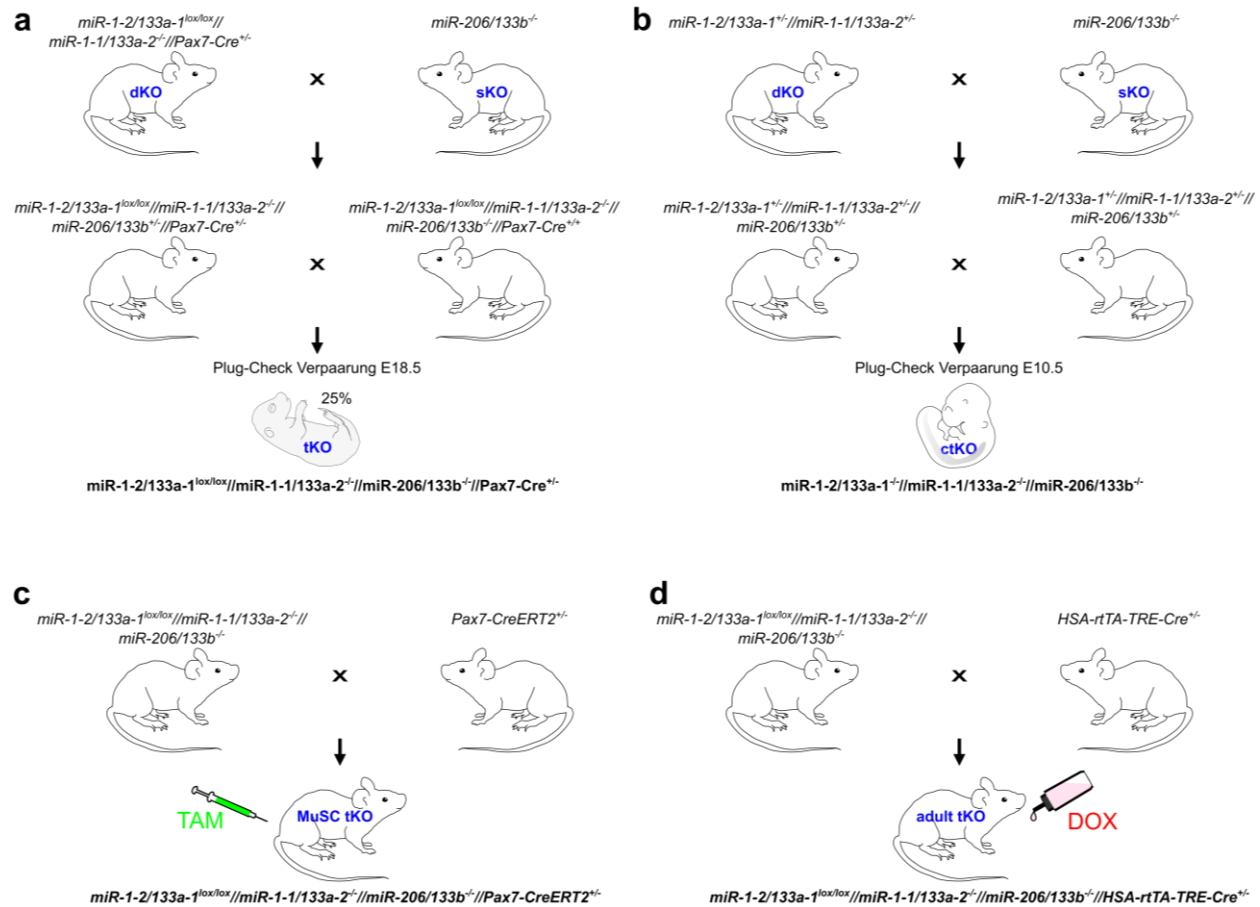 a
miR-1-2/133a-1lox/lox//
miR-1-1/133a-2-/-//Pax7-Cre+/-
miR-206/133b-/-
dKO
x
sKO
miR-1-2/133a-1lox/lox//miR-1-1/133a-2-/-//
miR-206/133b+/-//Pax7-Cre+/-
miR-1-2/133a-1lox/lox//miR-1-1/133a-2-/-//
miR-206/133b-/-//Pax7-Cre+/+
x
Plug-Check Verpaarung E18.5
25%
tKO
miR-1-2/133a-1lox/lox//miR-1-1/133a-2-/-//miR-206/133b-/-//Pax7-Cre+/-
b
miR-1-2/133a-1+/-//miR-1-1/133a-2+/-
miR-206/133b-/-
dKO
x
sKO
miR-1-2/133a-1+/-//miR-1-1/133a-2+/-//
miR-206/133b+/-
miR-1-2/133a-1+/-//miR-1-1/133a-2+/-//
miR-206/133b+/-
x
Plug-Check Verpaarung E10.5
ctKO
miR-1-2/133a-1-/-//miR-1-1/133a-2-/-//miR-206/133b-/-
c
miR-1-2/133a-1lox/lox//miR-1-1/133a-2-/-//
miR-206/133b-/-
Pax7-CreERT2+/-
x
TAM
MuSC tKO
miR-1-2/133a-1lox/lox//miR-1-1/133a-2-/-//miR-206/133b-/-//Pax7-CreERT2+/-
d
miR-1-2/133a-1lox/lox//miR-1-1/133a-2-/-//
miR-206/133b-/-
HSA-rtTA-TRE-Cre+/-
x
adult tKO
DOX
miR-1-2/133a-1lox/lox//miR-1-1/133a-2-/-//miR-206/133b-/-//HSA-rtTA-TRE-Cre+/-